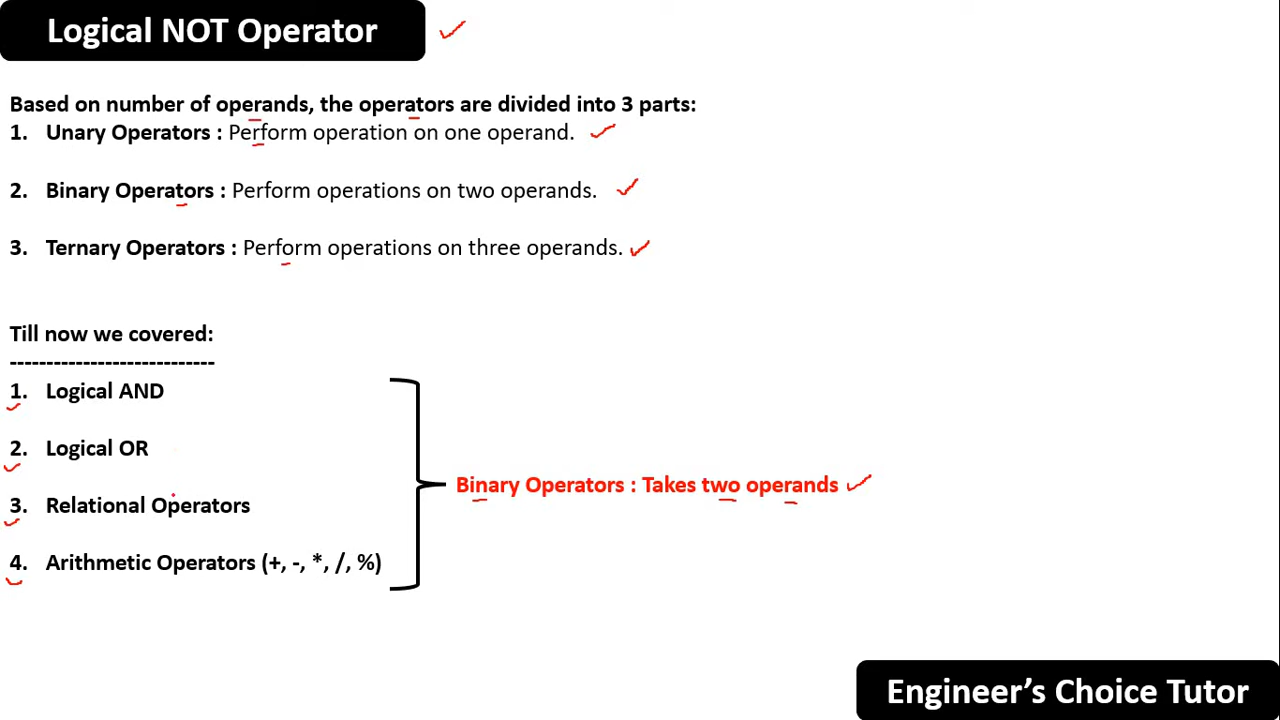 Logical NOT Operator
Based on number of operands, the operators are divided into 3 parts:
1. Unary Operators : Perform operation on one operand.
2. Binary Operators : Perform operations on two operands.
3. Ternary Operators : Perform operations on three operands.
Till now we covered:
----------------------------
1. Logical AND
2. Logical OR
3. Relational Operators
4. Arithmetic Operators (+, -, *, /, %)
Binary Operators : Takes two operands
Engineer’s Choice Tutor